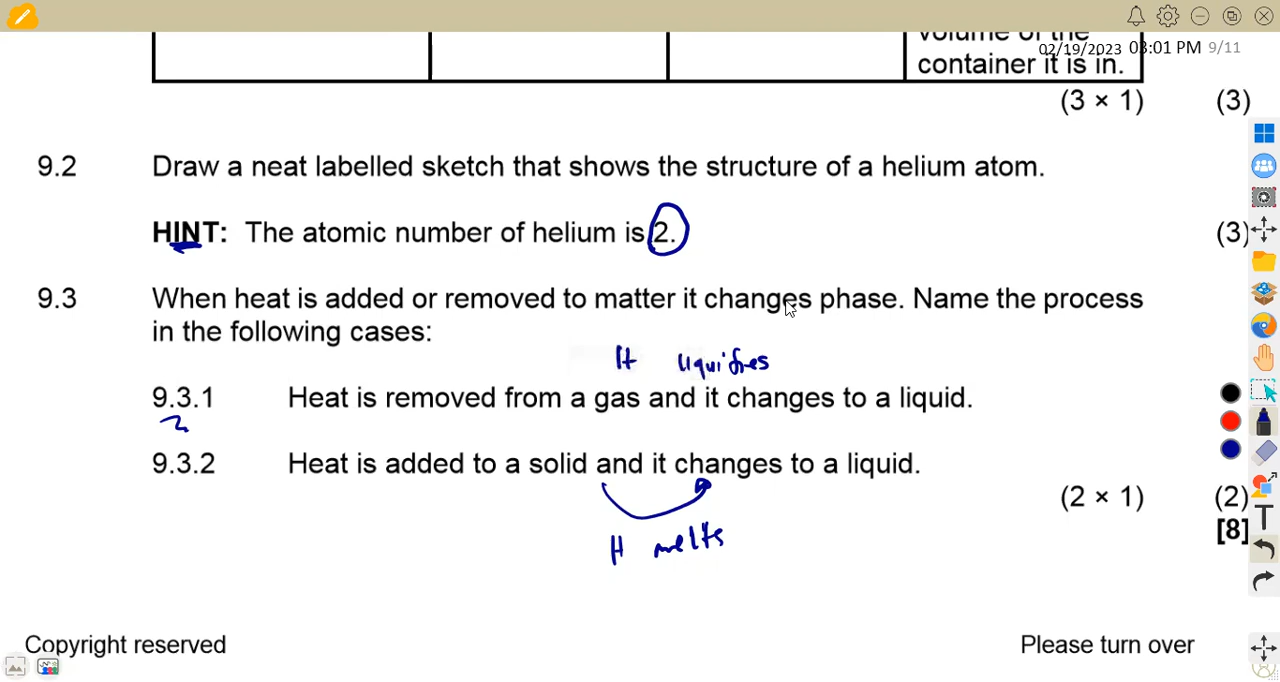 volume of the
02/19/2023 03:01 PM 9/11
container it is in.
(3 × 1) (3)
9.2 Draw a neat labelled sketch that shows the structure of a helium atom.
HINT: The atomic number of helium is 2. (3)
9.3 When heat is added or removed to matter it changes phase. Name the process
in the following cases:
It liquifies
9.3.1 Heat is removed from a gas and it changes to a liquid.
9.3.2 Heat is added to a solid and it changes to a liquid.
(2 × 1) (2)
[8]
It melts
Copyright reserved Please turn over